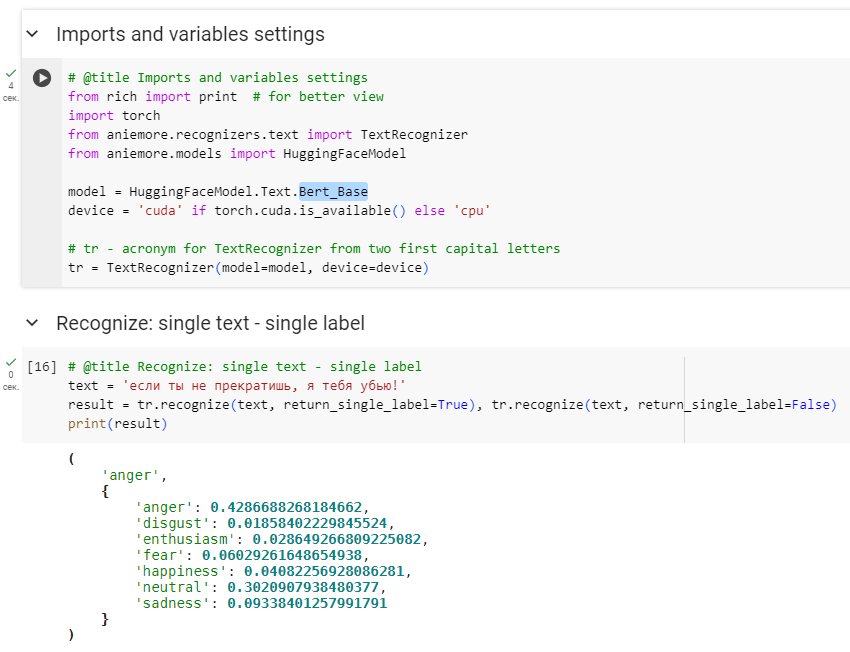 Imports and variables settings
4
сек.
# @title Imports and variables settings
from rich import print  # for better view
import torch
from aniemore.recognizers.text import TextRecognizer
from aniemore.models import HuggingFaceModel
model = HuggingFaceModel.Text.Bert_Base
device = 'cuda' if torch.cuda.is_available() else 'cpu'
# tr - acronym for TextRecognizer from two first capital letters
tr = TextRecognizer(model=model, device=device)
Recognize: single text - single label
0
сек.
[16] # @title Recognize: single text - single label
text = 'если ты не прекратишь, я тебя убью!'
result = tr.recognize(text, return_single_label=True), tr.recognize(text, return_single_label=False)
print(result)
(
    'anger',
    {
        'anger': 0.4286688268184662,
        'disgust': 0.01858402229845524,
        'enthusiasm': 0.028649266809225082,
        'fear': 0.06029261648654938,
        'happiness': 0.04082256928086281,
        'neutral': 0.3020907938480377,
        'sadness': 0.09338401257991791
    }
)